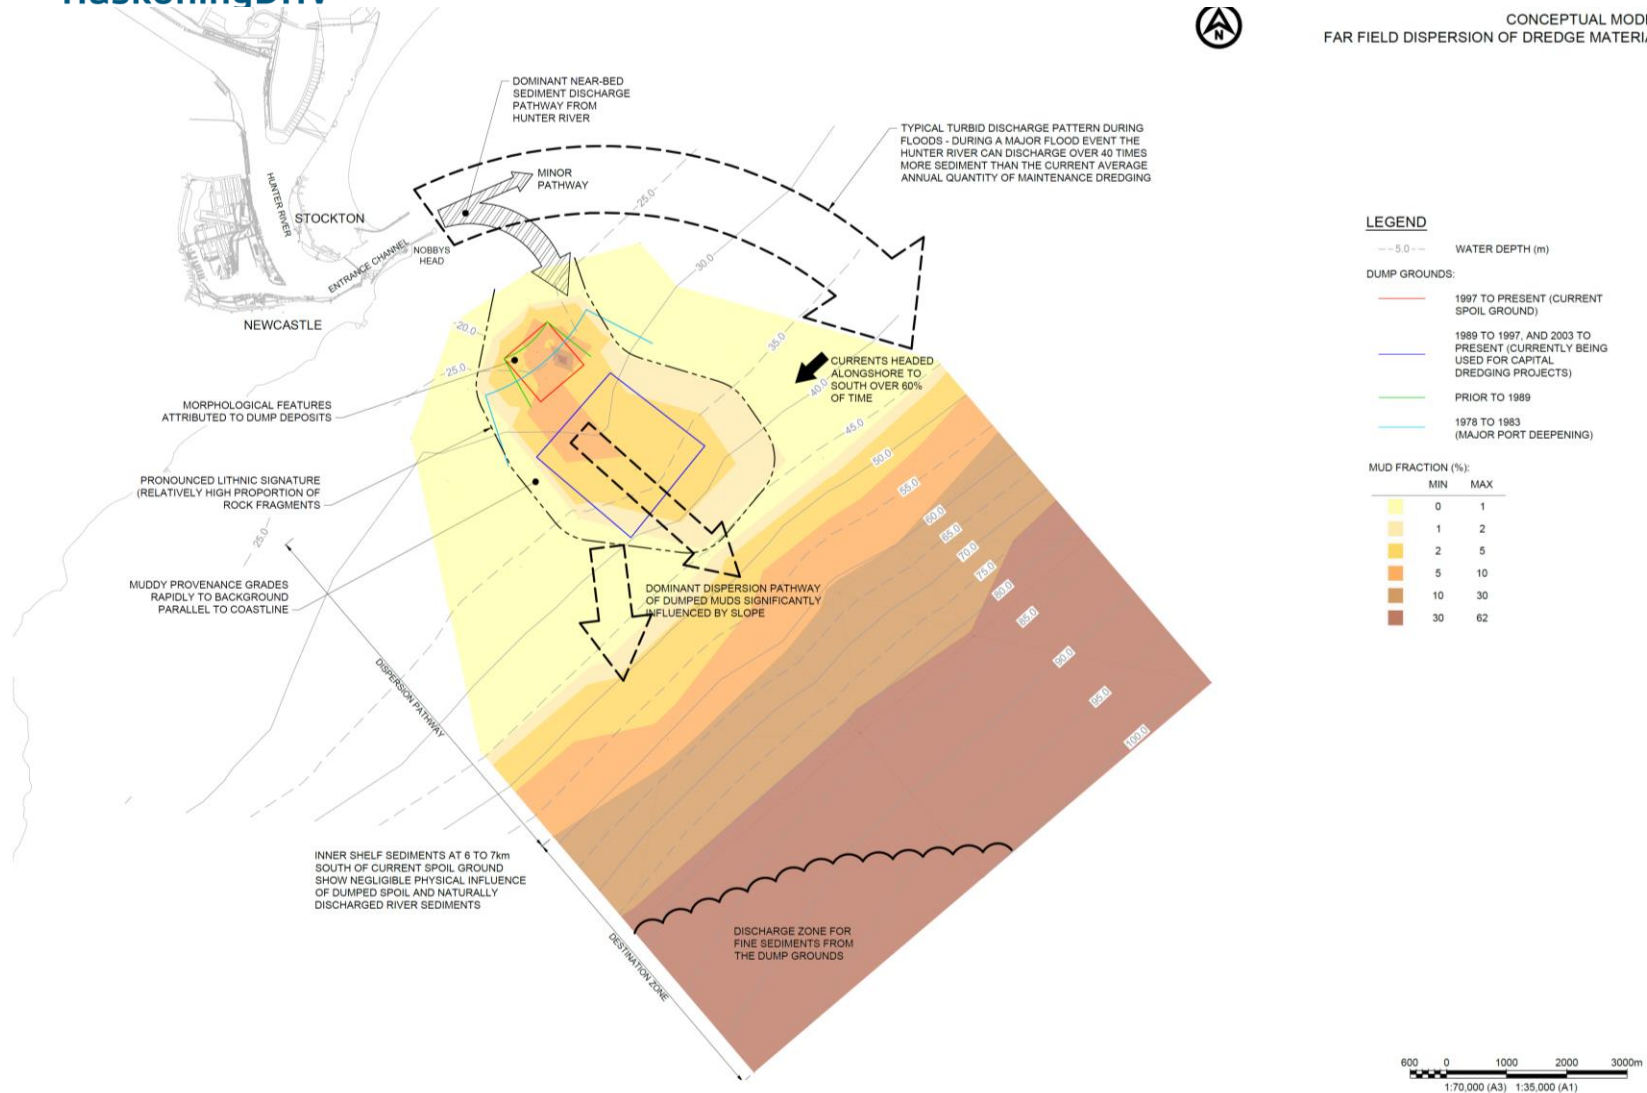 HaskoningDHV
CONCEPTUAL MODE
FAR FIELD DISPERSION OF DREDGE MATERIA
N
DOMINANT NEAR-BED
SEDIMENT DISCHARGE
PATHWAY FROM
HUNTER RIVER
MINOR
PATHWAY
TYPICAL TURBID DISCHARGE PATTERN DURING
FLOODS - DURING A MAJOR FLOOD EVENT THE
HUNTER RIVER CAN DISCHARGE OVER 40 TIMES
MORE SEDIMENT THAN THE CURRENT AVERAGE
ANNUAL QUANTITY OF MAINTENANCE DREDGING
HUNTER RIVER
STOCKTON
ENTRANCE CHANNEL
NOBBYS
HEAD
NEWCASTLE
20.0
25.0
25.0
30.0
35.0
40.0
45.0
50.0
55.0
60.0
65.0
70.0
75.0
80.0
85.0
90.0
95.0
100.0
25.0
CURRENTS HEADED
ALONGSHORE TO
SOUTH OVER 60%
OF TIME
MORPHOLOGICAL FEATURES
ATTRIBUTED TO DUMP DEPOSITS
PRONOUNCED LITHNIC SIGNATURE
(RELATIVELY HIGH PROPORTION OF
ROCK FRAGMENTS
MUDDY PROVENANCE GRADES
RAPIDLY TO BACKGROUND
PARALLEL TO COASTLINE
DOMINANT DISPERSION PATHWAY
OF DUMPED MUDS SIGNIFICANTLY
INFLUENCED BY SLOPE
DISPERSION PATHWAY
INNER SHELF SEDIMENTS AT 6 TO 7km
SOUTH OF CURRENT SPOIL GROUND
SHOW NEGLIGIBLE PHYSICAL INFLUENCE
OF DUMPED SPOIL AND NATURALLY
DISCHARGED RIVER SEDIMENTS
DESTINATION ZONE
DISCHARGE ZONE FOR
FINE SEDIMENTS FROM
THE DUMP GROUNDS
LEGEND
5.0 WATER DEPTH (m)
DUMP GROUNDS:
1997 TO PRESENT (CURRENT
SPOIL GROUND)
1989 TO 1997, AND 2003 TO
PRESENT (CURRENTLY BEING
USED FOR CAPITAL
DREDGING PROJECTS)
PRIOR TO 1989
1978 TO 1983
(MAJOR PORT DEEPENING)
MUD FRACTION (%):
MIN MAX
0 1
1 2
2 5
5 10
10 30
30 62
600 0 1000 2000 3000m
1:70,000 (A3) 1:35,000 (A1)